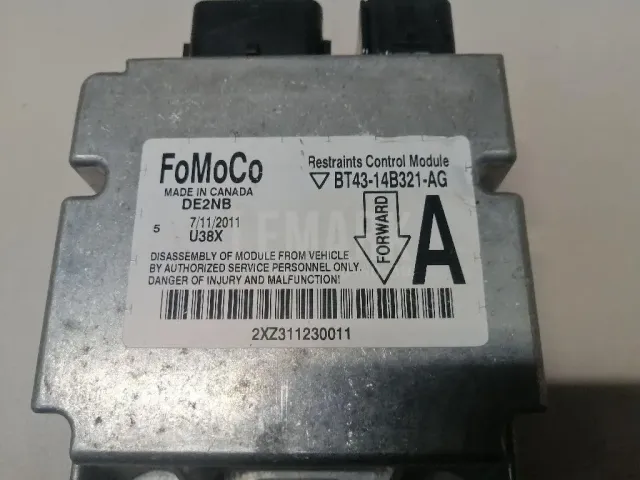 FoMoCo
MADE IN CANADA
DE2NB
5 7/11/2011
U38X
Restraints Control Module
BT43-14B321-AG
FORWARD
A
DISASSEMBLY OF MODULE FROM VEHICLE
BY AUTHORIZED SERVICE PERSONNEL ONLY.
DANGER OF INJURY AND MALFUNCTION!
2XZ311230011